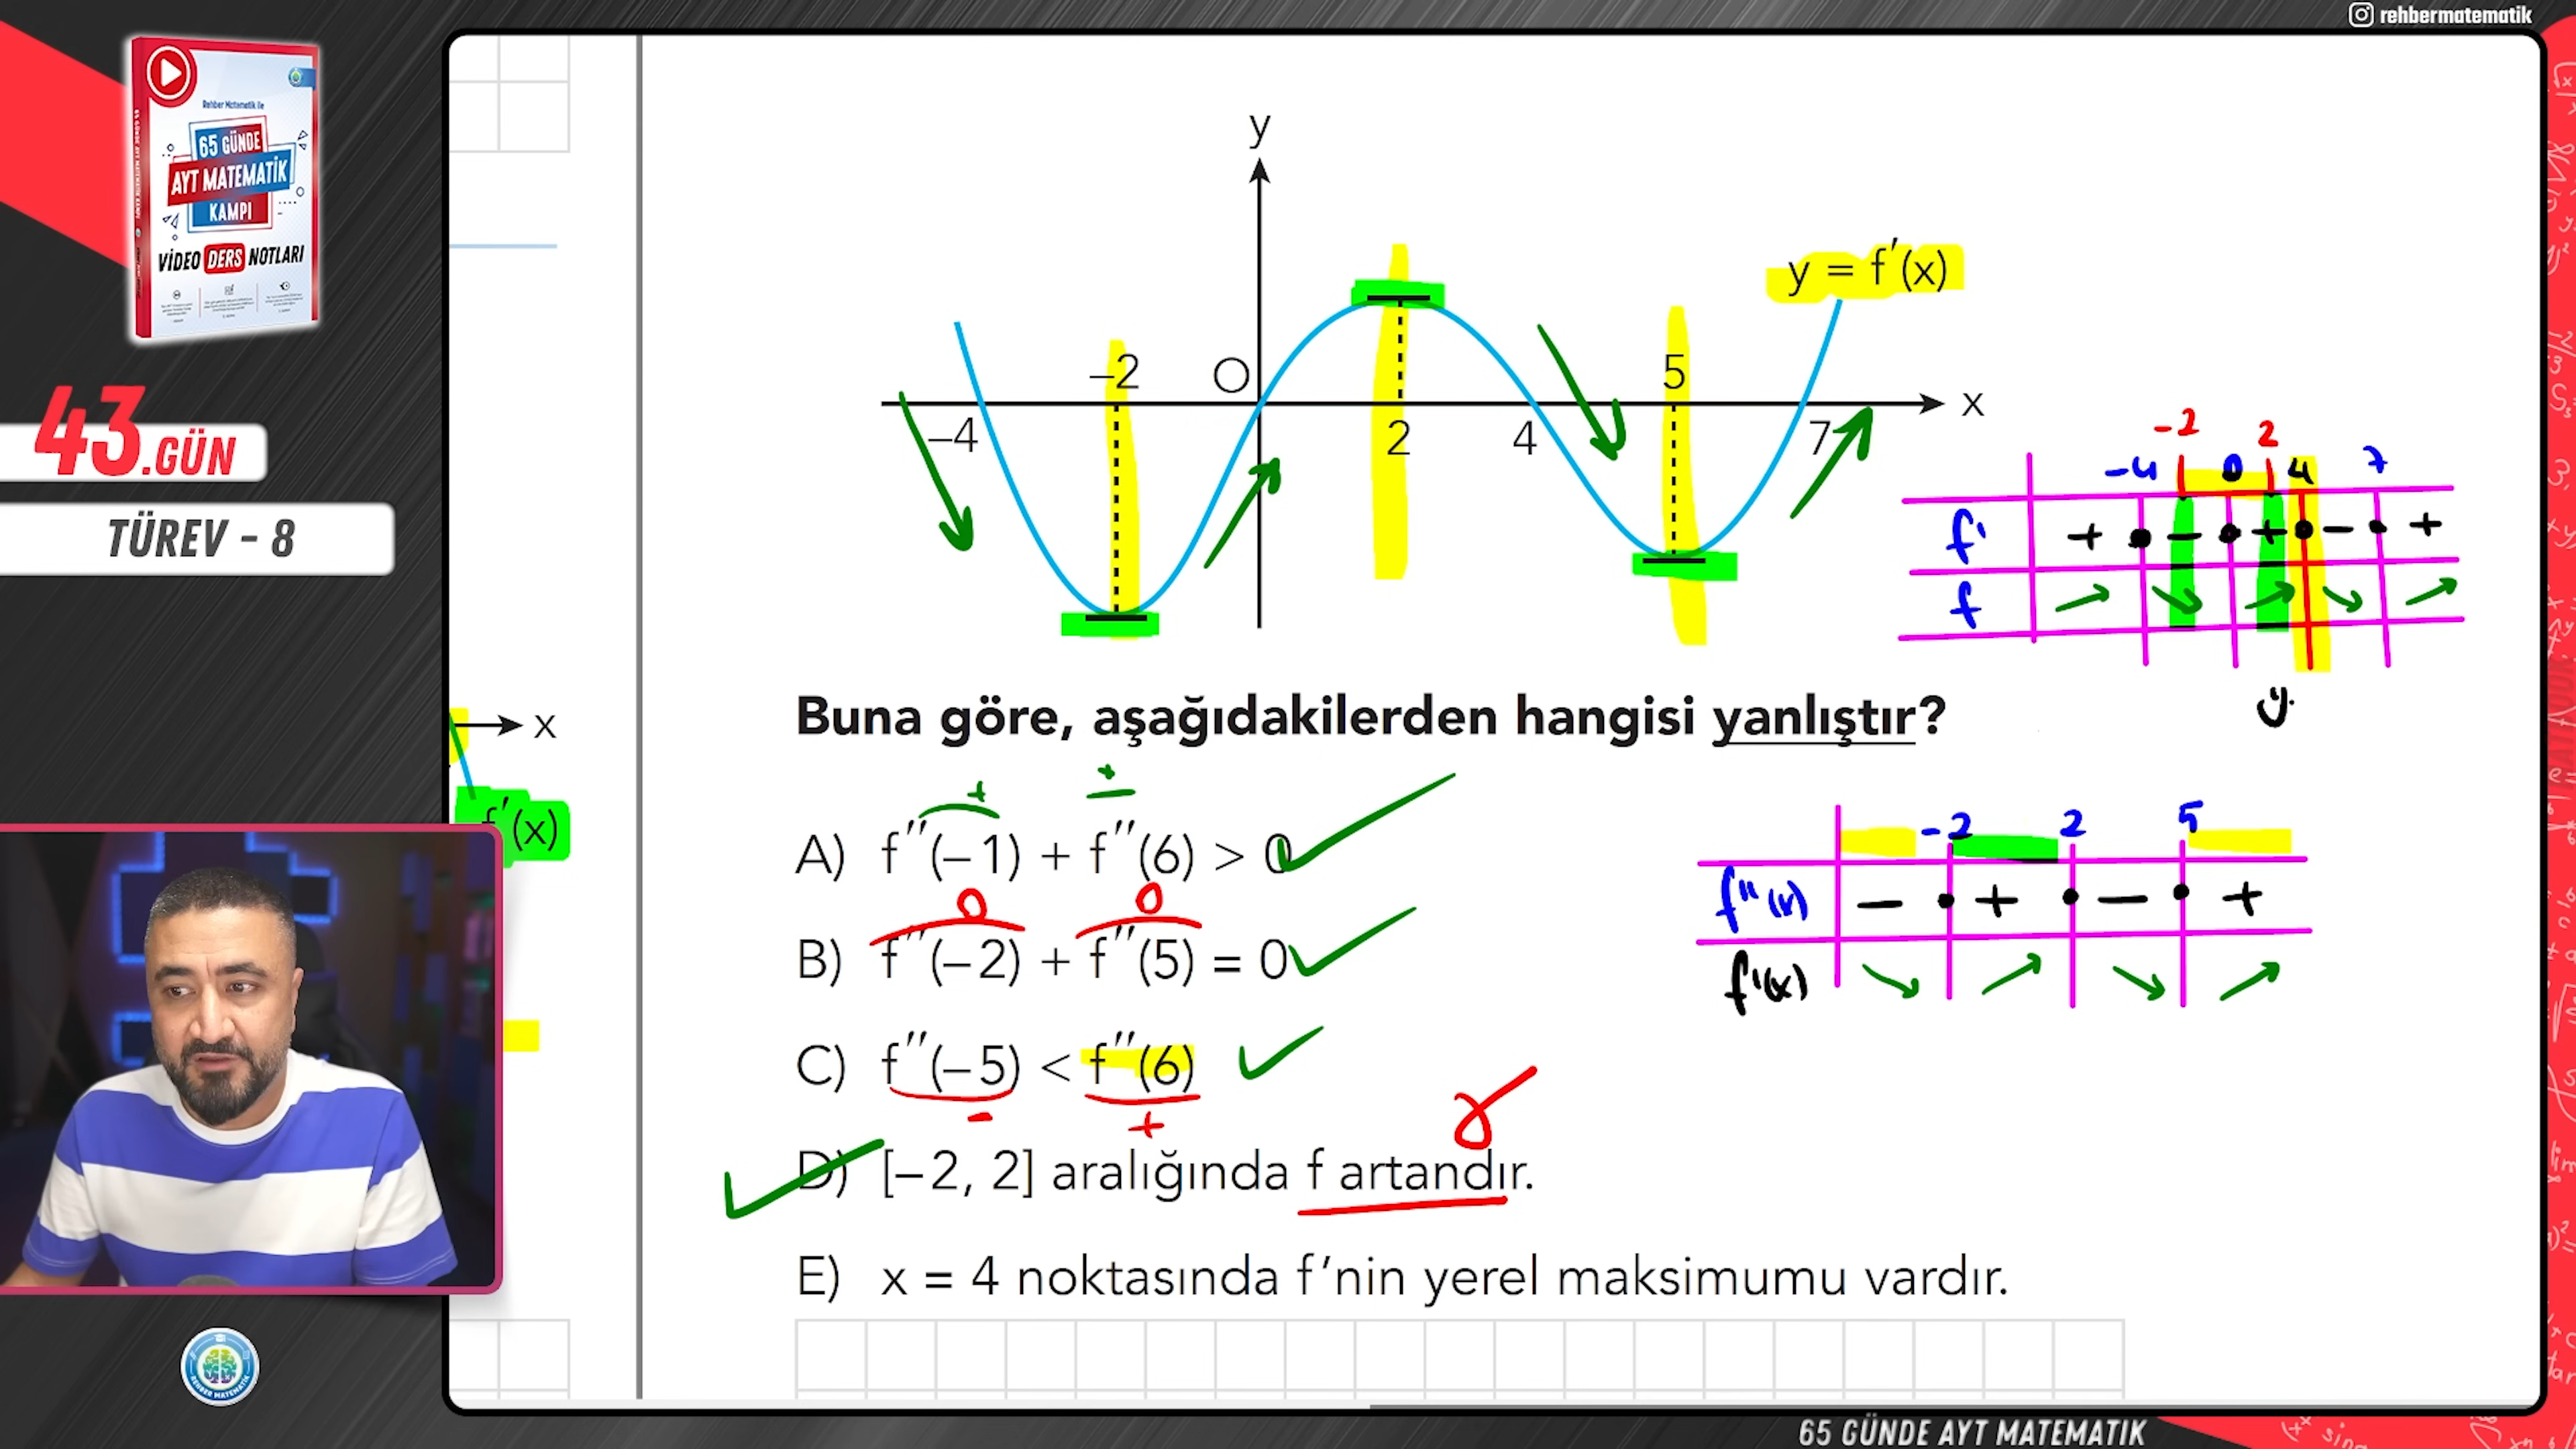 rehbermatematik
Rehber Matematik ile
65 GÜNDE
AYT MATEMATİK
KAMPI
VİDEO DERS NOTLARI
43.GÜN
TÜREV - 8
x
f′(x)
y
y = f′(x)
-2
O
5
x
-4
2
4
7
-2 2
-4 0 4 7
f' + - + - +
f
y.
Buna göre, aşağıdakilerden hangisi yanlıştır?
+ +
A) f″(-1) + f″(6) > 0
0 0
B) f″(-2) + f″(5) = 0
C) f″(-5) < f″(6)
- +
D) [-2, 2] aralığında f artandır.
E) x = 4 noktasında f'nin yerel maksimumu vardır.
-2 2 5
f''(x) - + - +
f'(x)
REHBER MATEMATİK
65 GÜNDE AYT MATEMATİK